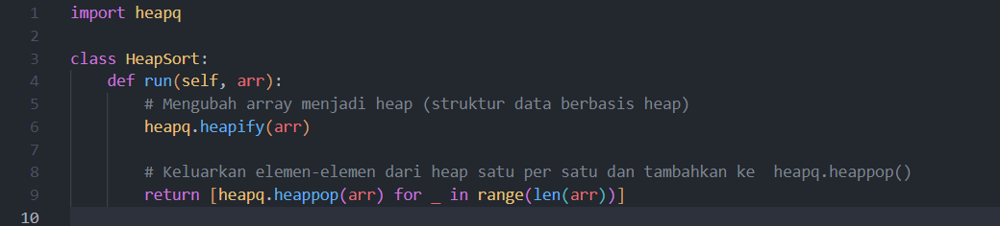 1 import heapq
2
3 class HeapSort:
4     def run(self, arr):
5         # Mengubah array menjadi heap (struktur data berbasis heap)
6         heapq.heapify(arr)
7
8         # Keluarkan elemen-elemen dari heap satu per satu dan tambahkan ke  heapq.heappop()
9         return [heapq.heappop(arr) for _ in range(len(arr))]
10